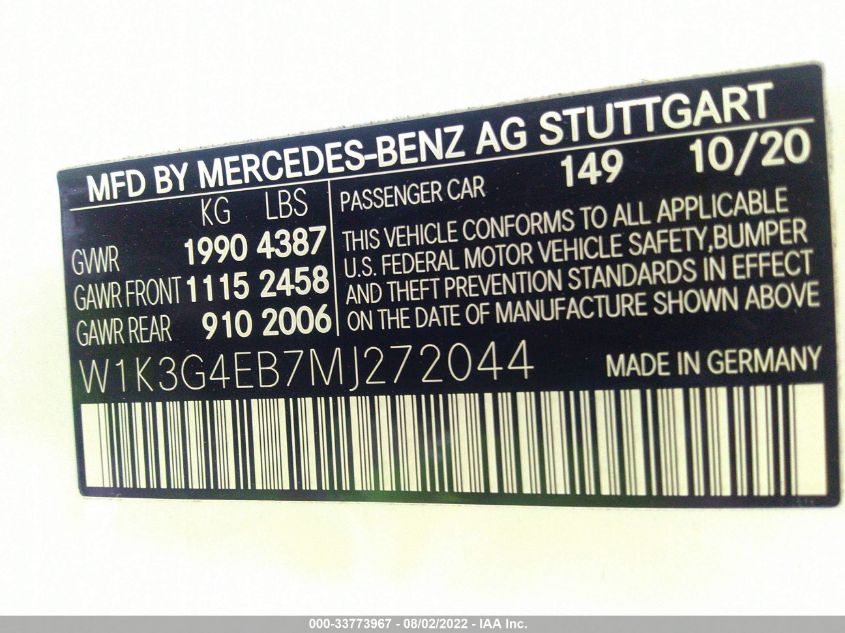 MFD BY MERCEDES-BENZ AG STUTTGART
KG LBS
GVWR 1990 4387
GAWR FRONT 1115 2458
GAWR REAR 910 2006
PASSENGER CAR 149 10/20
THIS VEHICLE CONFORMS TO ALL APPLICABLE
U.S. FEDERAL MOTOR VEHICLE SAFETY,BUMPER
AND THEFT PREVENTION STANDARDS IN EFFECT
ON THE DATE OF MANUFACTURE SHOWN ABOVE
W1K3G4EB7MJ272044 MADE IN GERMANY
000-33773967 - 08/02/2022 - IAA Inc.